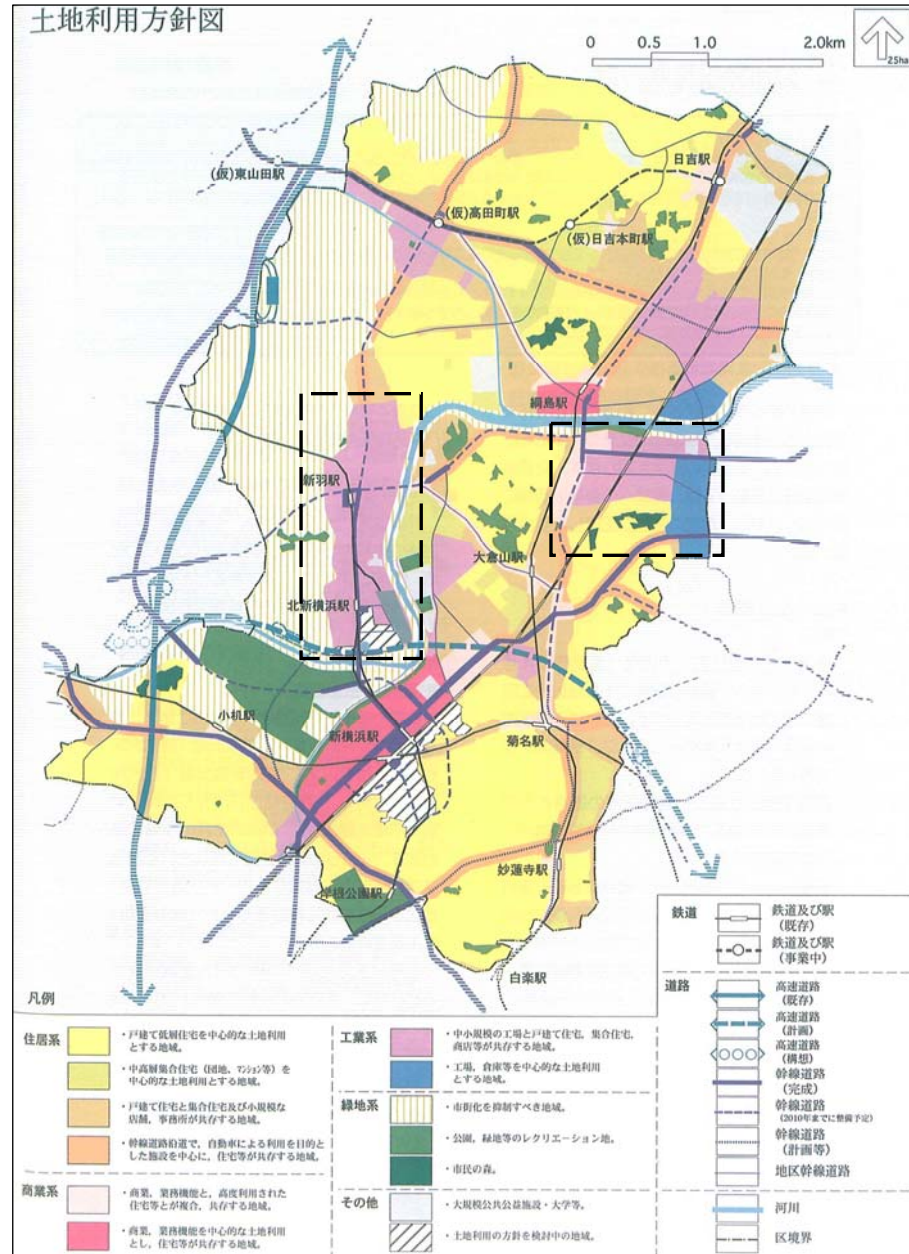 土地利用方針図
0 0.5 1.0 2.0km
25ha
(仮)東山田駅
日吉駅
(仮)高田町駅
(仮)日吉本町駅
綱島駅
新羽駅
大倉山駅
北新横浜駅
小机駅
新横浜駅
菊名駅
妙蓮寺駅
岸根公園駅
白楽駅
凡例
住居系
・戸建て低層住宅を中心的な土地利用
とする地域。
・中高層集合住宅(団地、マンション等)を
中心的な土地利用とする地域。
・戸建て住宅と集合住宅及び小規模な
店舗、事務所が共存する地域。
・幹線道路沿道で、自動車による利用を目的と
した施設を中心に、住宅等が共存する地域。
商業系
・商業、業務機能と、高度利用された
住宅等とが複合、共存する地域。
・商業、業務機能を中心的な土地利用
とし、住宅等が共存する地域。
工業系
・中小規模の工場と戸建て住宅、集合住宅、
商店等が共存する地域。
・工場、倉庫等を中心的な土地利用
とする地域。
緑地系
・市街化を抑制すべき地域。
・公園、緑地等のレクリエーション地。
・市民の森。
その他
・大規模公共公益施設・大学等。
・土地利用の方針を検討中の地域。
鉄道
鉄道及び駅
(既存)
鉄道及び駅
(事業中)
道路
高速道路
(既存)
高速道路
(計画)
高速道路
(構想)
幹線道路
(完成)
幹線道路
(2010年までに整備予定)
幹線道路
(計画等)
地区幹線道路
河川
区境界